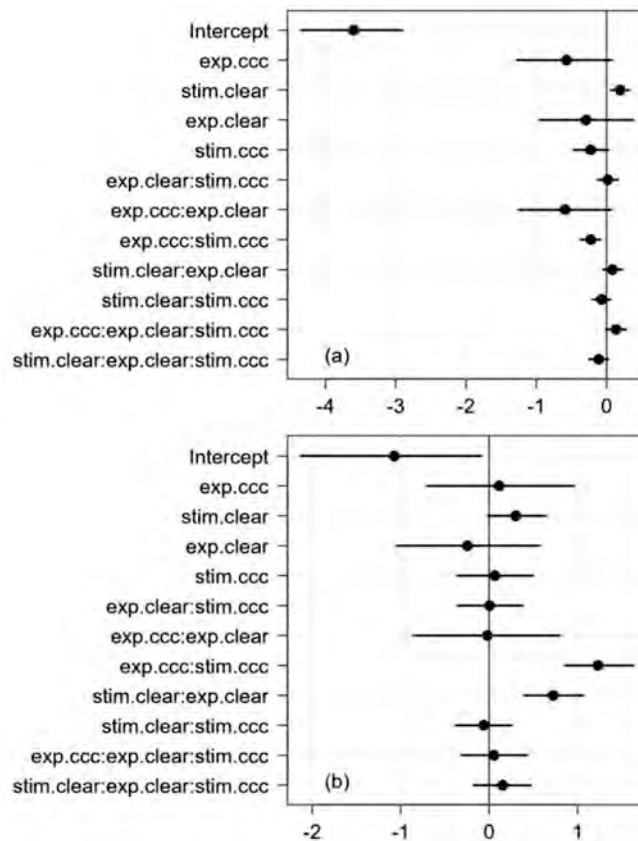 Intercept
exp.ccc
stim.clear
exp.clear
stim.ccc
exp.clear:stim.ccc
exp.ccc:exp.clear
exp.ccc:stim.ccc
stim.clear:exp.clear
stim.clear:stim.ccc
exp.ccc:exp.clear:stim.ccc
stim.clear:exp.clear:stim.ccc
(a)
-4 -3 -2 -1 0
Intercept
exp.ccc
stim.clear
exp.clear
stim.ccc
exp.clear:stim.ccc
exp.ccc:exp.clear
exp.ccc:stim.ccc
stim.clear:exp.clear
stim.clear:stim.ccc
exp.ccc:exp.clear:stim.ccc
stim.clear:exp.clear:stim.ccc
(b)
-2 -1 0 1